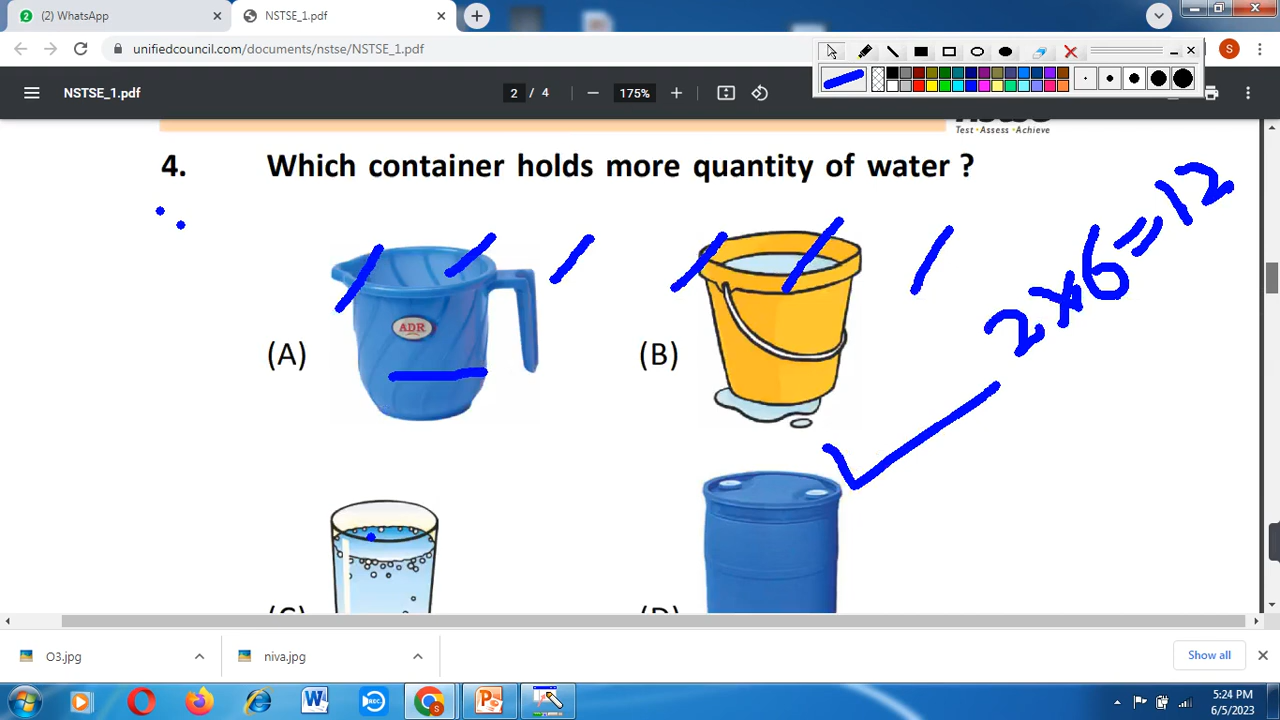 (2) WhatsApp
NSTSE_1.pdf
unifiedcouncil.com/documents/nstse/NSTSE_1.pdf
S
NSTSE_1.pdf
2 / 4
175%
Test Assess Achieve
4. Which container holds more quantity of water ?
2×6=12
ADR
(A)
(B)
O3.jpg
niva.jpg
Show all
5:24 PM
6/5/2023